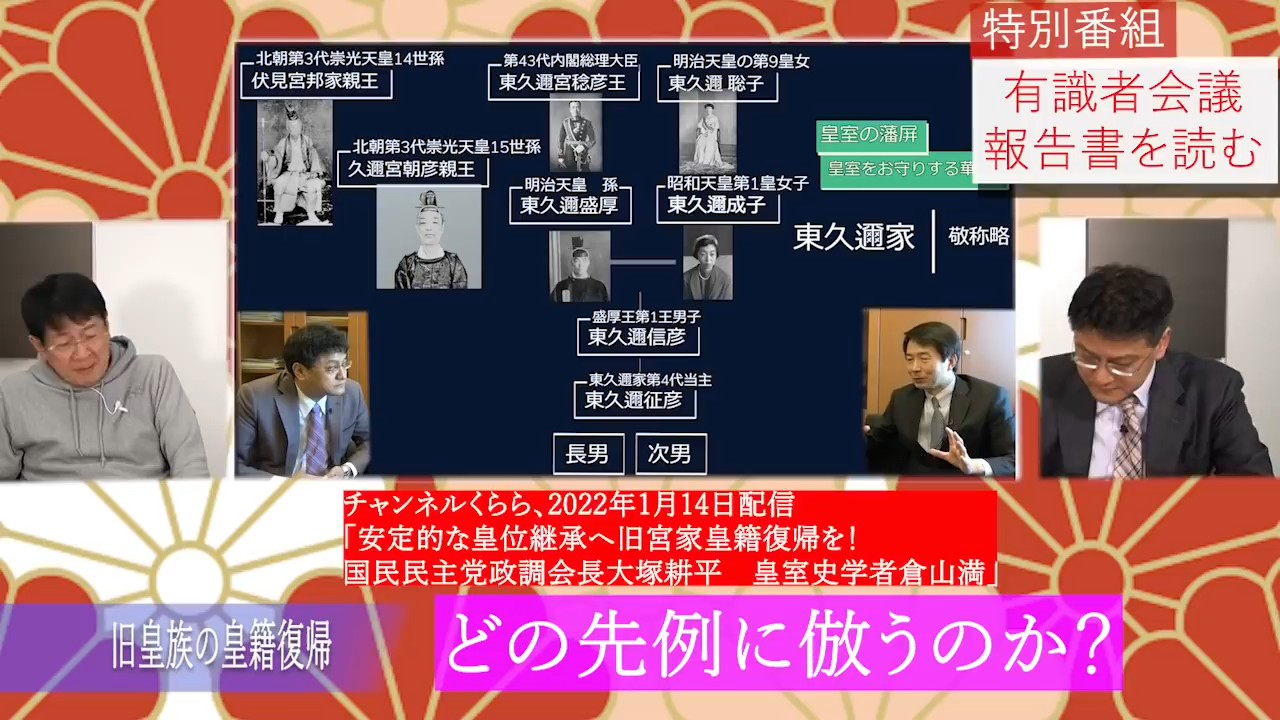 特別番組
有識者会議
報告書を読む
北朝第3代崇光天皇14世孫
伏見宮邦家親王
第43代内閣総理大臣
東久邇宮稔彦王
明治天皇の第9皇女
東久邇 聡子
北朝第3代崇光天皇15世孫
久邇宮朝彦親王
明治天皇 孫
東久邇盛厚
昭和天皇第1皇女子
東久邇成子
皇室の藩屏
皇室をお守りする華
東久邇家
敬称略
盛厚王第1王男子
東久邇信彦
東久邇家第4代当主
東久邇征彦
長男
次男
チャンネルくらら、2022年1月14日配信
「安定的な皇位継承へ旧宮家皇籍復帰を!
国民民主党政調会長大塚耕平 皇室史学者倉山満」
旧皇族の皇籍復帰
どの先例に倣うのか?